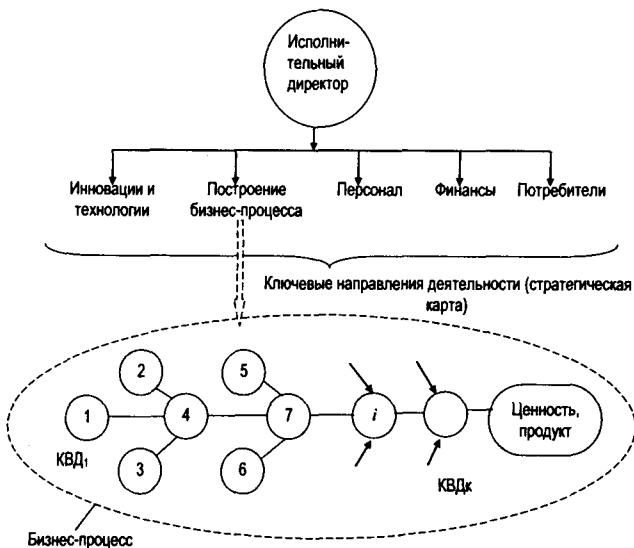 Исполни-
тельный
директор
Инновации и
технологии
Построение
бизнес-процесса
Персонал
Финансы
Потребители
Ключевые направления деятельности (стратегическая
карта)
2
5
1
4
7
i
Ценность,
продукт
КВД₁
3
6
КВДк
Бизнес-процесс